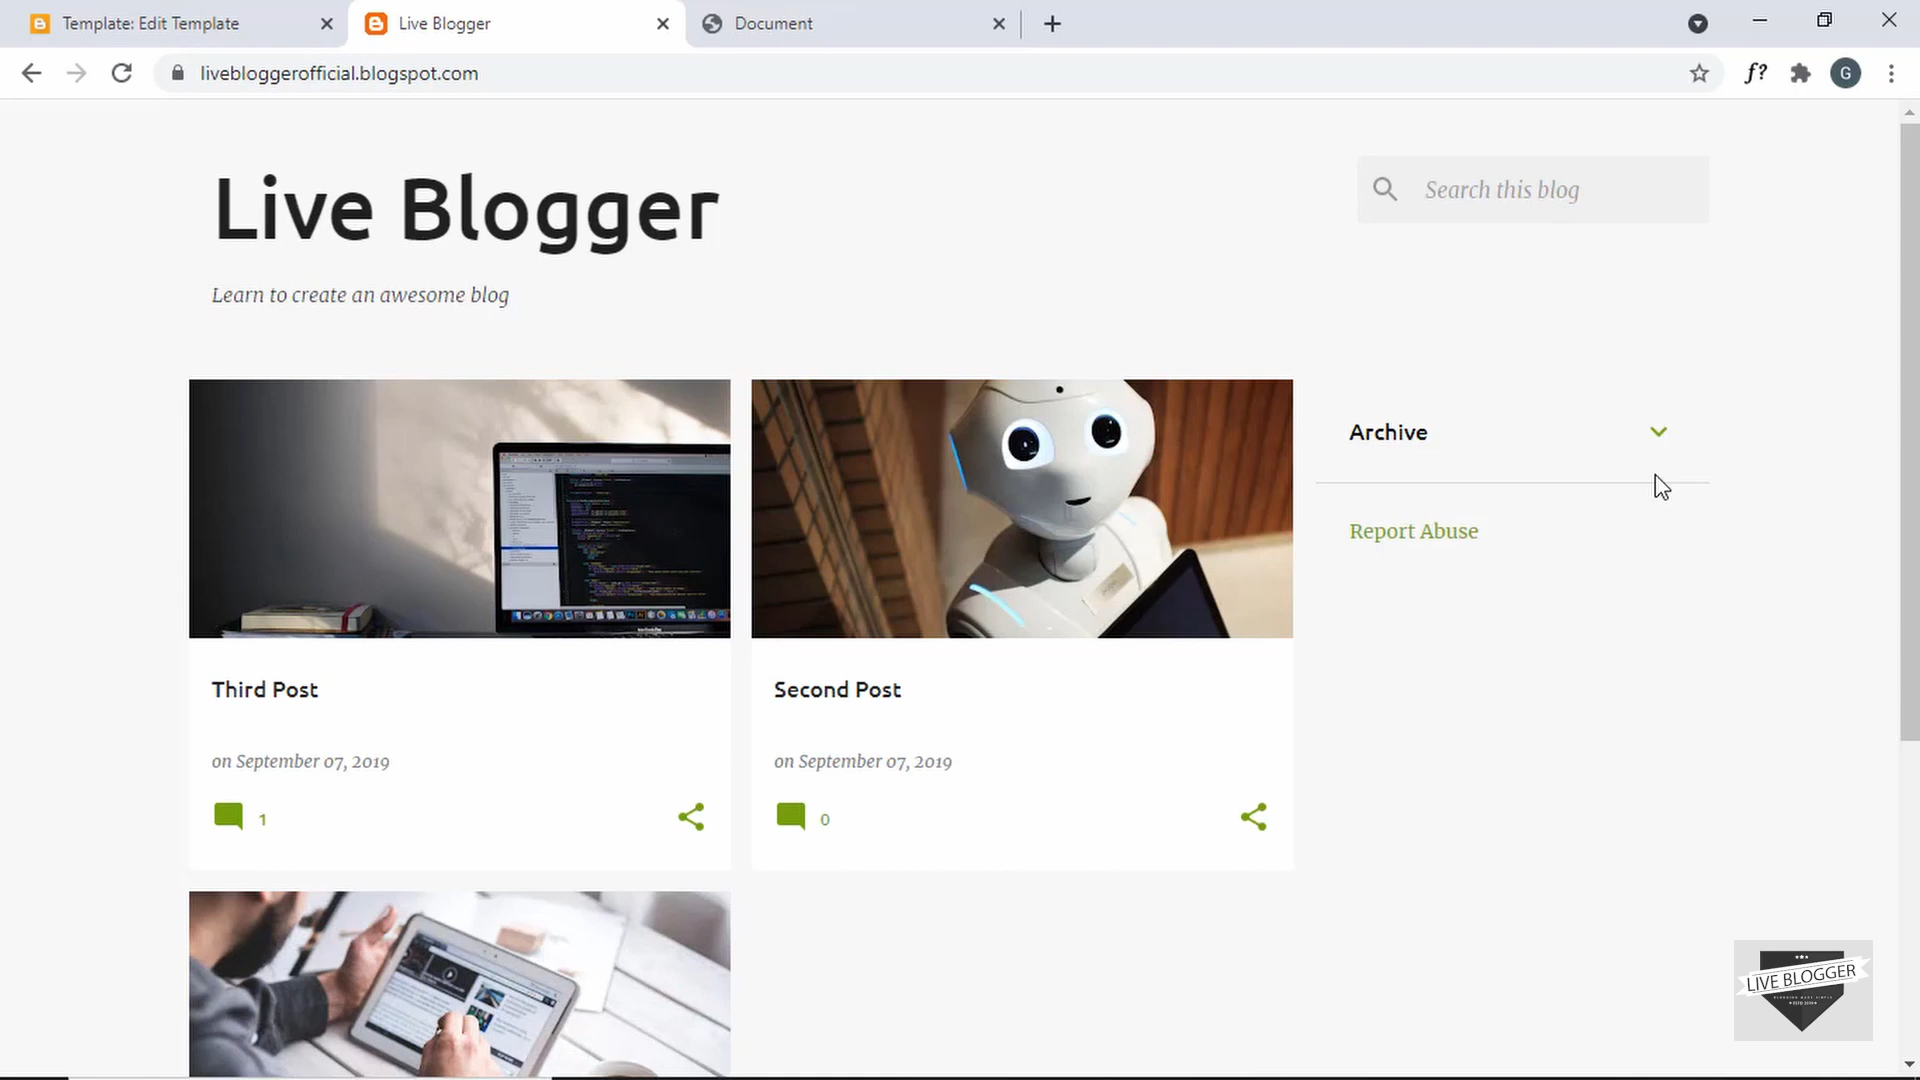 Template: Edit Template
Live Blogger
Document
livebloggerofficial.blogspot.com
f?
G
Live Blogger
Search this blog
Learn to create an awesome blog
Archive
Report Abuse
Third Post
Second Post
on September 07, 2019
on September 07, 2019
1
0
LIVE BLOGGER